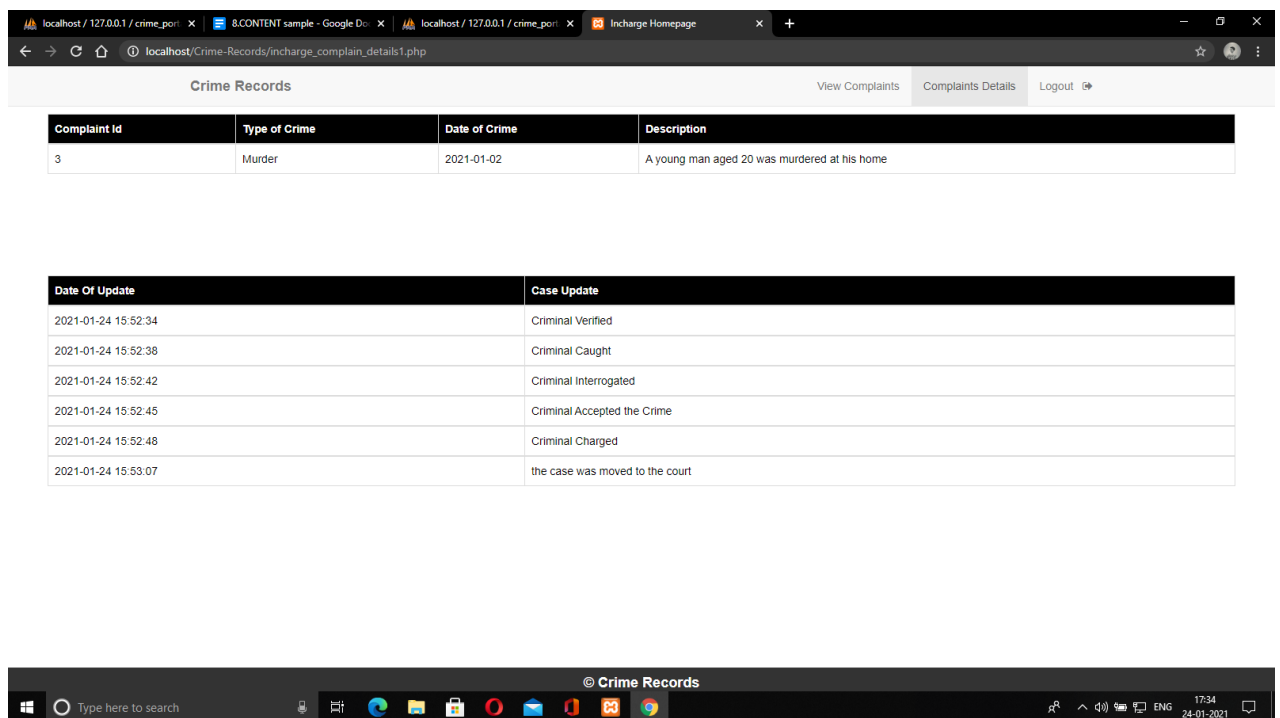 localhost / 127.0.0.1 / crime_port
8.CONTENT sample - Google Do
localhost / 127.0.0.1 / crime_port
Incharge Homepage
localhost/Crime-Records/incharge_complain_details1.php
Crime Records View Complaints Complaints Details Logout
Complaint Id Type of Crime Date of Crime Description
3 Murder 2021-01-02 A young man aged 20 was murdered at his home
Date Of Update Case Update
2021-01-24 15:52:34 Criminal Verified
2021-01-24 15:52:38 Criminal Caught
2021-01-24 15:52:42 Criminal Interrogated
2021-01-24 15:52:45 Criminal Accepted the Crime
2021-01-24 15:52:48 Criminal Charged
2021-01-24 15:53:07 the case was moved to the court
© Crime Records
Type here to search ENG 17:34
24-01-2021